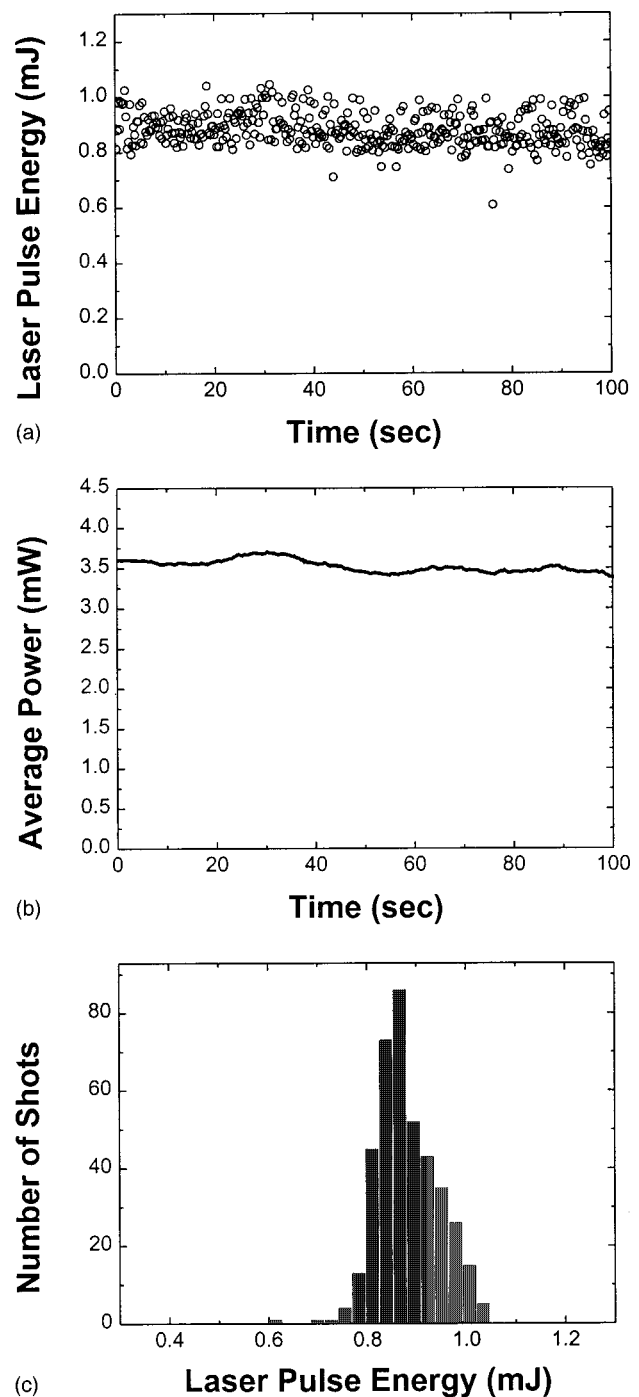 Laser Pulse Energy (mJ)
1.2
1.0
0.8
0.6
0.4
0.2
0.0
0 20 40 60 80 100
Time (sec)
(a)
Average Power (mW)
4.5
4.0
3.5
3.0
2.5
2.0
1.5
1.0
0.5
0.0
0 20 40 60 80 100
Time (sec)
(b)
Number of Shots
80
60
40
20
0
0.4 0.6 0.8 1.0 1.2
Laser Pulse Energy (mJ)
(c)